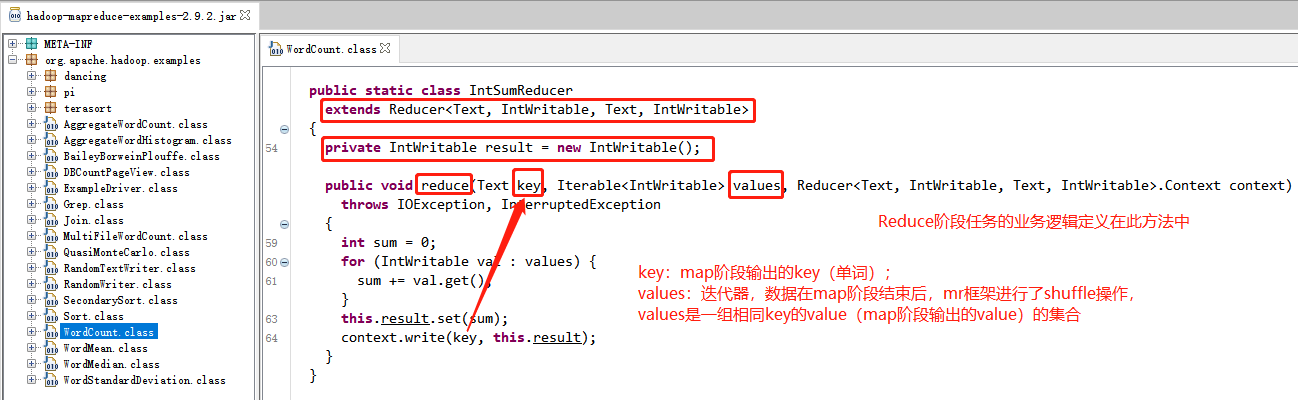 hadoop-mapreduce-examples-2.9.2.jar
META-INF
org.apache.hadoop.examples
dancing
pi
terasort
AggregateWordCount.class
AggregateWordHistogram.class
BaileyBorweinPlouffe.class
DBCountPageView.class
ExampleDriver.class
Grep.class
Join.class
MultiFileWordCount.class
QuasiMonteCarlo.class
RandomTextWriter.class
RandomWriter.class
SecondarySort.class
Sort.class
WordCount.class
WordMean.class
WordMedian.class
WordStandardDeviation.class
WordCount.class
public static class IntSumReducer
extends Reducer<Text, IntWritable, Text, IntWritable>
{
54 private IntWritable result = new IntWritable();
public void reduce(Text key, Iterable<IntWritable> values, Reducer<Text, IntWritable, Text, IntWritable>.Context context)
throws IOException, InterruptedException
{
59 int sum = 0;
60 for (IntWritable val : values) {
61 sum += val.get();
}
63 this.result.set(sum);
64 context.write(key, this.result);
}
}
Reduce阶段任务的业务逻辑定义在此方法中
key：map阶段输出的key（单词）；
values：迭代器，数据在map阶段结束后，mr框架进行了shuffle操作，
values是一组相同key的value（map阶段输出的value）的集合